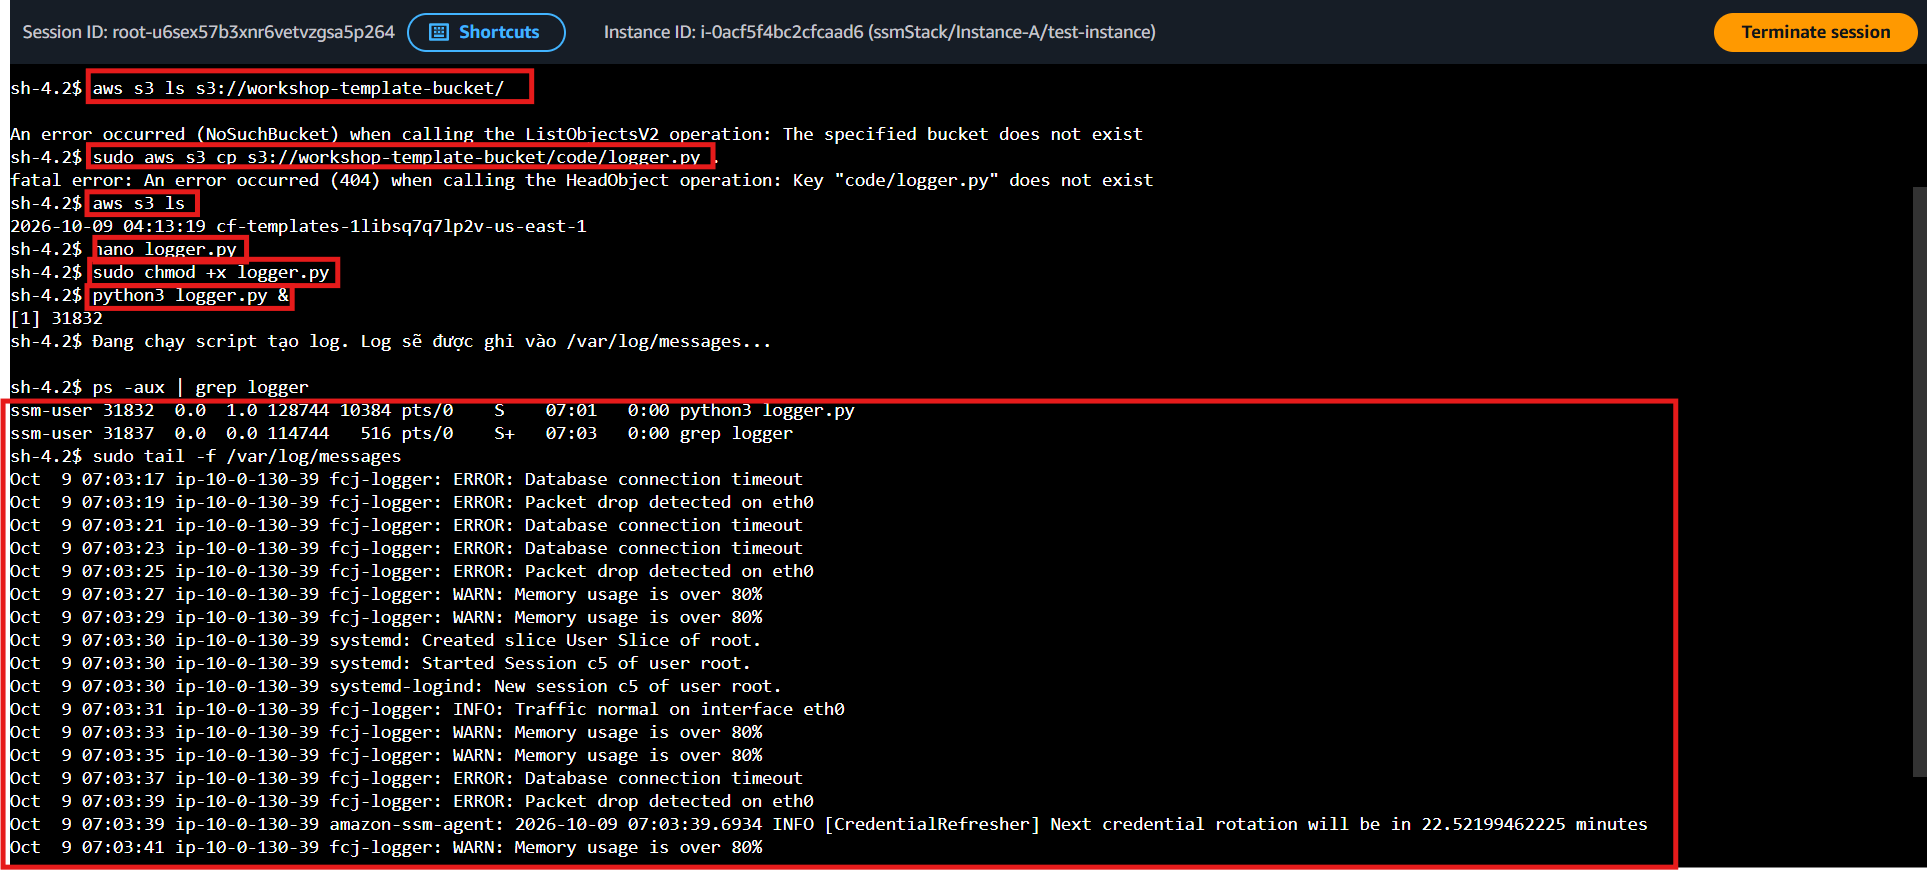 Session ID: root-u6sex57b3xnr6vetvzgsa5p264 Shortcuts Instance ID: i-0acf5f4bc2cfcaad6 (ssmStack/Instance-A/test-instance) Terminate session
sh-4.2$ aws s3 ls s3://workshop-template-bucket/
An error occurred (NoSuchBucket) when calling the ListObjectsV2 operation: The specified bucket does not exist
sh-4.2$ sudo aws s3 cp s3://workshop-template-bucket/code/logger.py .
fatal error: An error occurred (404) when calling the HeadObject operation: Key "code/logger.py" does not exist
sh-4.2$ aws s3 ls
2026-10-09 04:13:19 cf-templates-1libsq7q7lp2v-us-east-1
sh-4.2$ nano logger.py
sh-4.2$ sudo chmod +x logger.py
sh-4.2$ python3 logger.py &
[1] 31832
sh-4.2$ Đang chạy script tạo log. Log sẽ được ghi vào /var/log/messages...
sh-4.2$ ps -aux | grep logger
ssm-user 31832  0.0  1.0 128744 10384 pts/0    S    07:01   0:00 python3 logger.py
ssm-user 31837  0.0  0.0 114744   516 pts/0    S+   07:03   0:00 grep logger
sh-4.2$ sudo tail -f /var/log/messages
Oct  9 07:03:17 ip-10-0-130-39 fcj-logger: ERROR: Database connection timeout
Oct  9 07:03:19 ip-10-0-130-39 fcj-logger: ERROR: Packet drop detected on eth0
Oct  9 07:03:21 ip-10-0-130-39 fcj-logger: ERROR: Database connection timeout
Oct  9 07:03:23 ip-10-0-130-39 fcj-logger: ERROR: Database connection timeout
Oct  9 07:03:25 ip-10-0-130-39 fcj-logger: ERROR: Packet drop detected on eth0
Oct  9 07:03:27 ip-10-0-130-39 fcj-logger: WARN: Memory usage is over 80%
Oct  9 07:03:29 ip-10-0-130-39 fcj-logger: WARN: Memory usage is over 80%
Oct  9 07:03:30 ip-10-0-130-39 systemd: Created slice User Slice of root.
Oct  9 07:03:30 ip-10-0-130-39 systemd: Started Session c5 of user root.
Oct  9 07:03:30 ip-10-0-130-39 systemd-logind: New session c5 of user root.
Oct  9 07:03:31 ip-10-0-130-39 fcj-logger: INFO: Traffic normal on interface eth0
Oct  9 07:03:33 ip-10-0-130-39 fcj-logger: WARN: Memory usage is over 80%
Oct  9 07:03:35 ip-10-0-130-39 fcj-logger: WARN: Memory usage is over 80%
Oct  9 07:03:37 ip-10-0-130-39 fcj-logger: ERROR: Database connection timeout
Oct  9 07:03:39 ip-10-0-130-39 fcj-logger: ERROR: Packet drop detected on eth0
Oct  9 07:03:39 ip-10-0-130-39 amazon-ssm-agent: 2026-10-09 07:03:39.6934 INFO [CredentialRefresher] Next credential rotation will be in 22.52199462225 minutes
Oct  9 07:03:41 ip-10-0-130-39 fcj-logger: WARN: Memory usage is over 80%